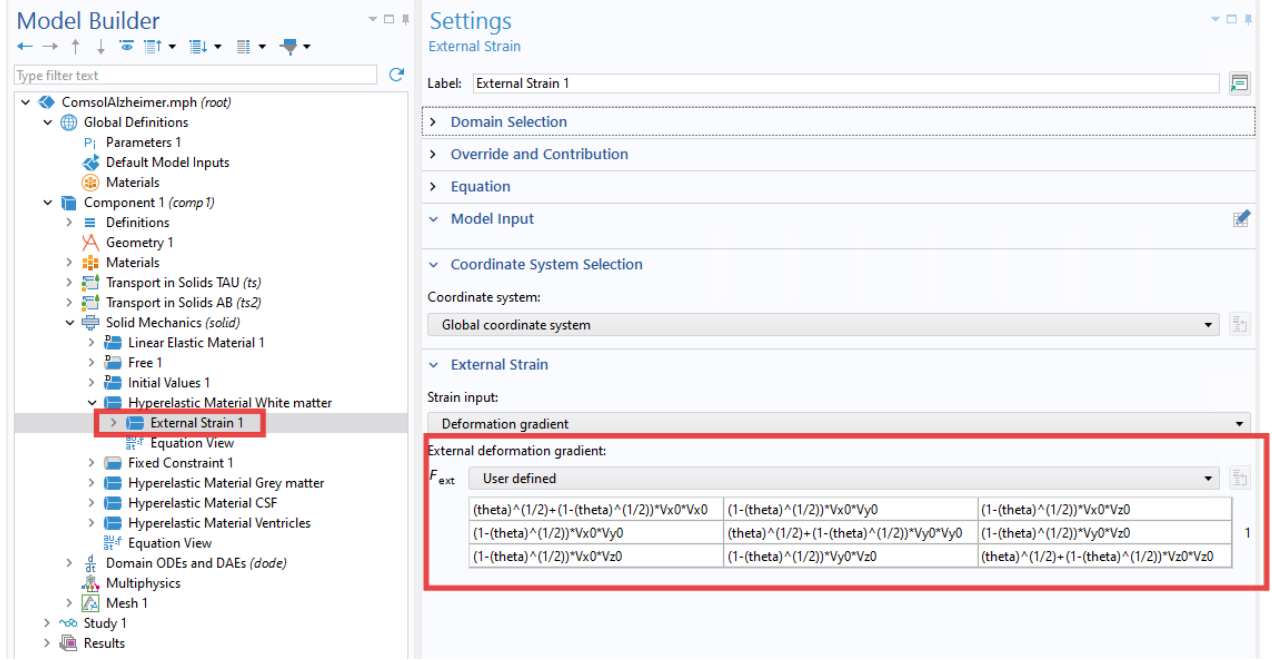 Model Builder
Type filter text
ComsolAlzheimer.mph (root)
Global Definitions
Pi Parameters 1
Default Model Inputs
Materials
Component 1 (comp1)
Definitions
Geometry 1
Materials
Transport in Solids TAU (ts)
Transport in Solids AB (ts2)
Solid Mechanics (solid)
D Linear Elastic Material 1
D Free 1
D Initial Values 1
Hyperelastic Material White matter
External Strain 1
Equation View
Fixed Constraint 1
Hyperelastic Material Grey matter
Hyperelastic Material CSF
Hyperelastic Material Ventricles
Equation View
d/dt Domain ODEs and DAEs (dode)
Multiphysics
Mesh 1
Study 1
Results
Settings
External Strain
Label: External Strain 1
Domain Selection
Override and Contribution
Equation
Model Input
Coordinate System Selection
Coordinate system:
Global coordinate system
External Strain
Strain input:
Deformation gradient
External deformation gradient:
Fext User defined
(theta)^(1/2)+(1-(theta)^(1/2))*Vx0*Vx0 (1-(theta)^(1/2))*Vx0*Vy0 (1-(theta)^(1/2))*Vx0*Vz0
(1-(theta)^(1/2))*Vx0*Vy0 (theta)^(1/2)+(1-(theta)^(1/2))*Vy0*Vy0 (1-(theta)^(1/2))*Vy0*Vz0 1
(1-(theta)^(1/2))*Vx0*Vz0 (1-(theta)^(1/2))*Vy0*Vz0 (theta)^(1/2)+(1-(theta)^(1/2))*Vz0*Vz0